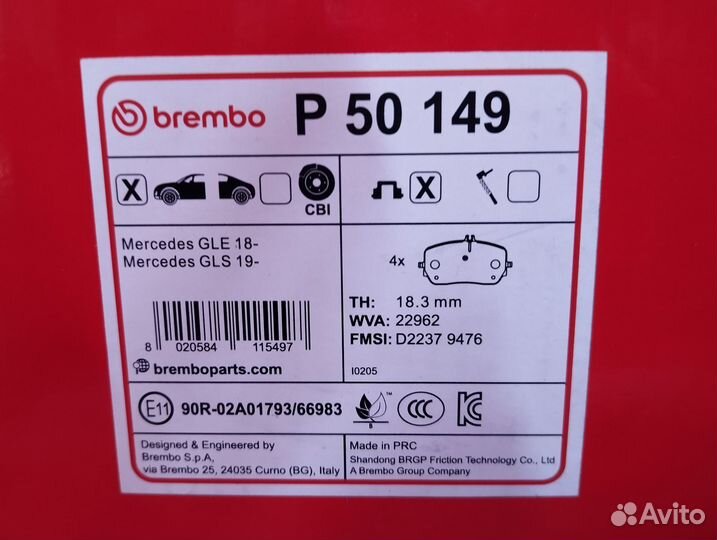 brembo P 50 149
X
CBI
X
Mercedes GLE 18-
Mercedes GLS 19-
4x
TH: 18.3 mm
WVA: 22962
FMSI: D2237 9476
8 020584 115497
bremboparts.com
I0205
E11 90R-02A01793/66983
B
CCC
KC
Designed & Engineered by
Brembo S.p.A,
via Brembo 25, 24035 Curno (BG), Italy
Made in PRC
Shandong BRGP Friction Technology Co., Ltd
A Brembo Group Company
Avito